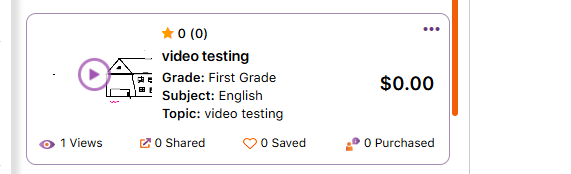 0 (0)
video testing
Grade: First Grade
$0.00
Subject: English
Topic: video testing
1 Views 0 Shared 0 Saved 0 Purchased